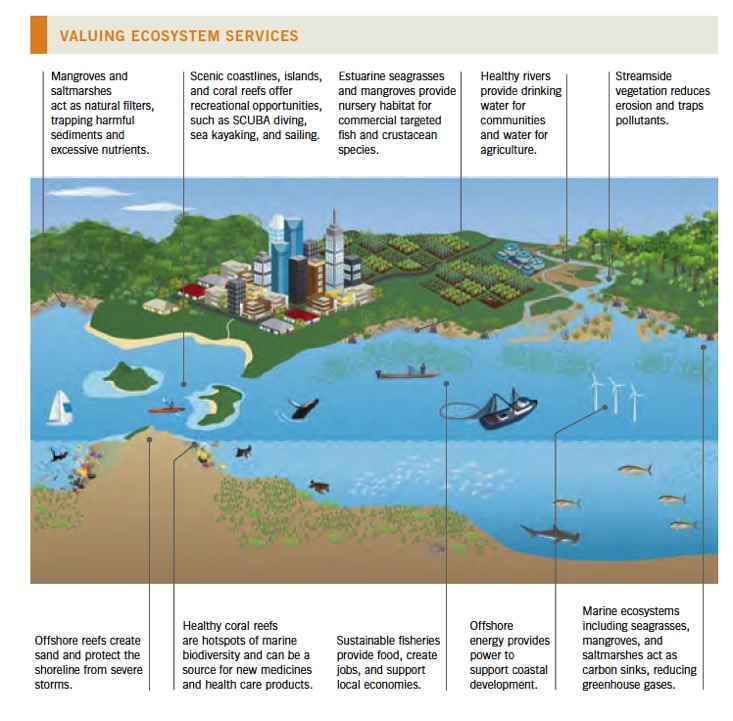 VALUING ECOSYSTEM SERVICES
Mangroves and
saltmarshes
act as natural filters,
trapping harmful
sediments and
excessive nutrients.
Scenic coastlines, islands,
and coral reefs offer
recreational opportunities,
such as SCUBA diving,
sea kayaking, and sailing.
Estuarine seagrasses
and mangroves provide
nursery habitat for
commercial targeted
fish and crustacean
species.
Healthy rivers
provide drinking
water for
communities
and water for
agriculture.
Streamside
vegetation reduces
erosion and traps
pollutants.
Offshore reefs create
sand and protect the
shoreline from severe
storms.
Healthy coral reefs
are hotspots of marine
biodiversity and can be a
source for new medicines
and health care products.
Sustainable fisheries
provide food, create
jobs, and support
local economies.
Offshore
energy provides
power to
support coastal
development.
Marine ecosystems
including seagrasses,
mangroves, and
saltmarshes act as
carbon sinks, reducing
greenhouse gases.